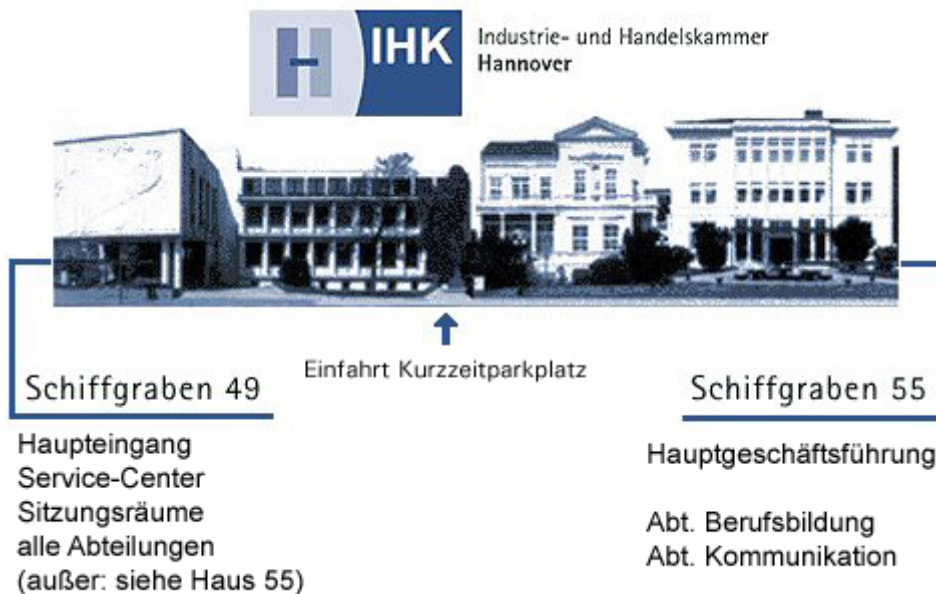 H IHK
Industrie- und Handelskammer
Hannover
Einfahrt Kurzzeitparkplatz
Schiffgraben 49
Haupteingang
Service-Center
Sitzungsräume
alle Abteilungen
(außer: siehe Haus 55)
Schiffgraben 55
Hauptgeschäftsführung
Abt. Berufsbildung
Abt. Kommunikation